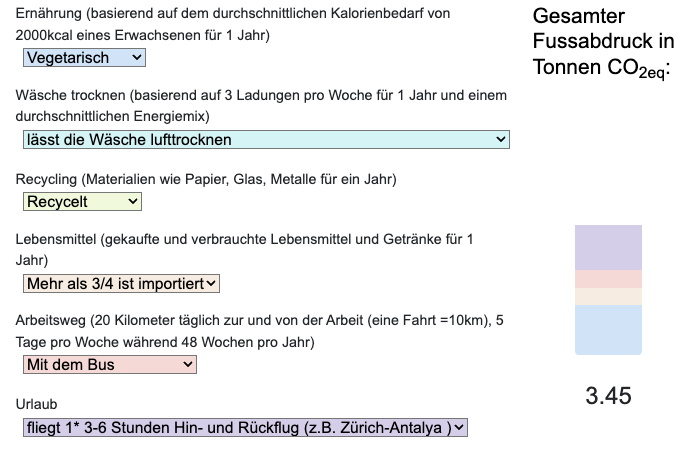 Ernährung (basierend auf dem durchschnittlichen Kalorienbedarf von
2000kcal eines Erwachsenen für 1 Jahr)
Vegetarisch
Wäsche trocknen (basierend auf 3 Ladungen pro Woche für 1 Jahr und einem
durchschnittlichen Energiemix)
lässt die Wäsche lufttrocknen
Recycling (Materialien wie Papier, Glas, Metalle für ein Jahr)
Recycelt
Lebensmittel (gekaufte und verbrauchte Lebensmittel und Getränke für 1
Jahr)
Mehr als 3/4 ist importiert
Arbeitsweg (20 Kilometer täglich zur und von der Arbeit (eine Fahrt =10km), 5
Tage pro Woche während 48 Wochen pro Jahr)
Mit dem Bus
Urlaub
fliegt 1* 3-6 Stunden Hin- und Rückflug (z.B. Zürich-Antalya )
Gesamter
Fussabdruck in
Tonnen CO2eq:
3.45